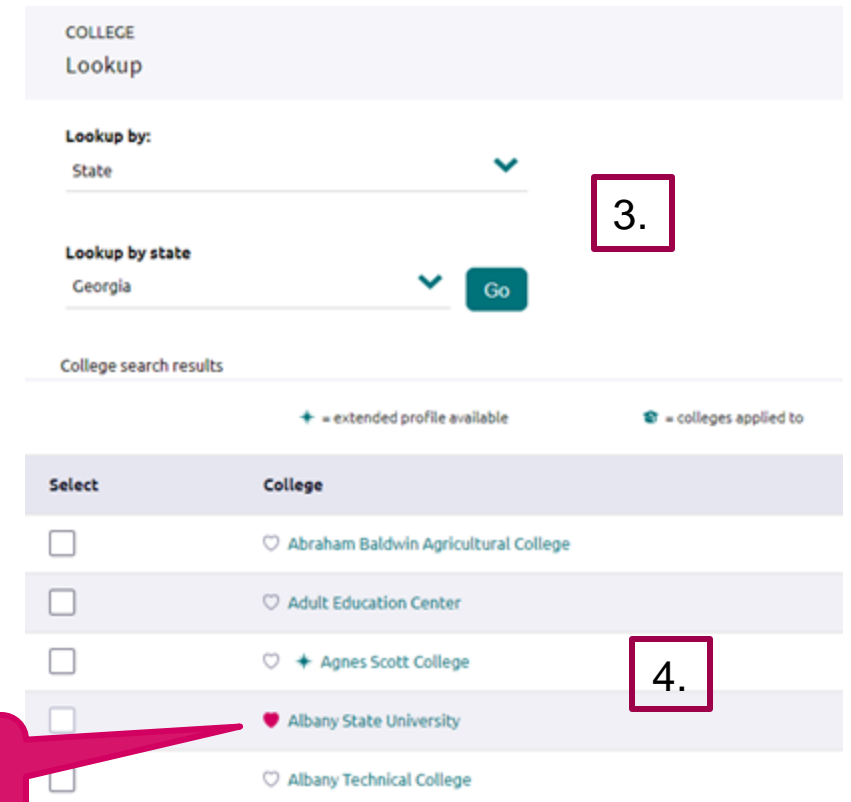 COLLEGE
Lookup
Lookup by:
State
3.
Lookup by state
Georgia
Go
College search results
= extended profile available = colleges applied to
Select College
Abraham Baldwin Agricultural College
Adult Education Center
Agnes Scott College
4.
Albany State University
Albany Technical College